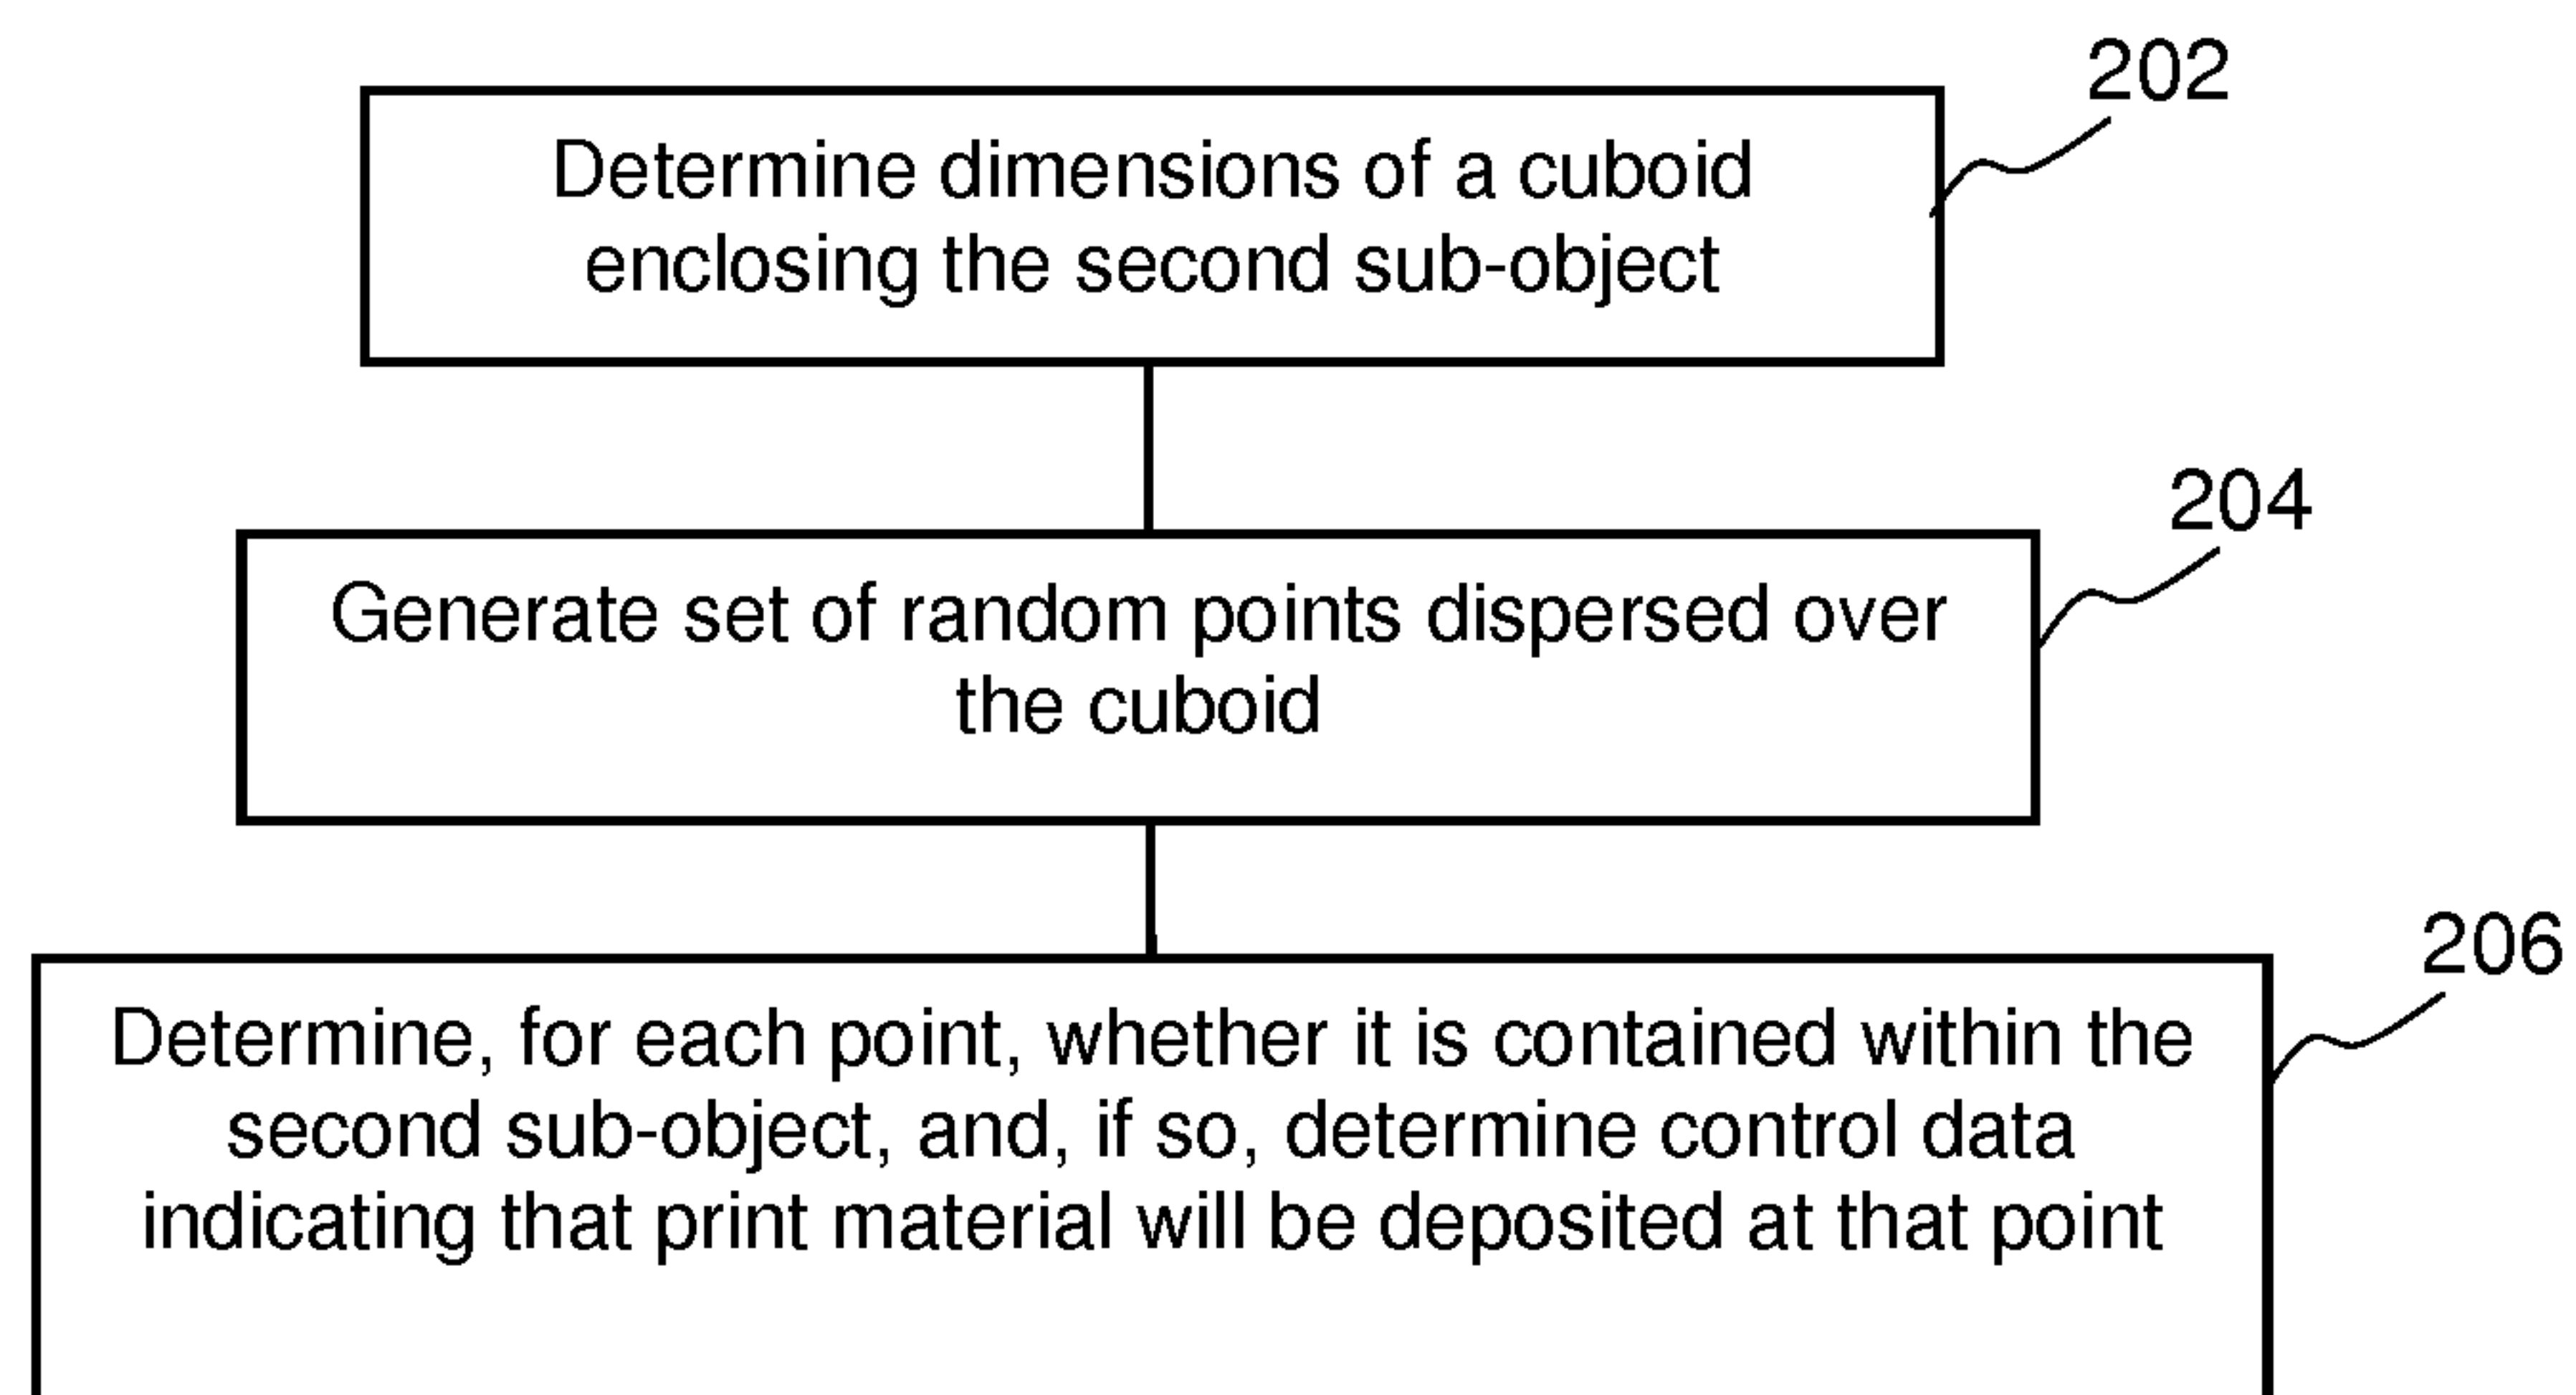 202
Determine dimensions of a cuboid
enclosing the second sub-object
204
Generate set of random points dispersed over
the cuboid
206
Determine, for each point, whether it is contained within the
second sub-object, and, if so, determine control data
indicating that print material will be deposited at that point